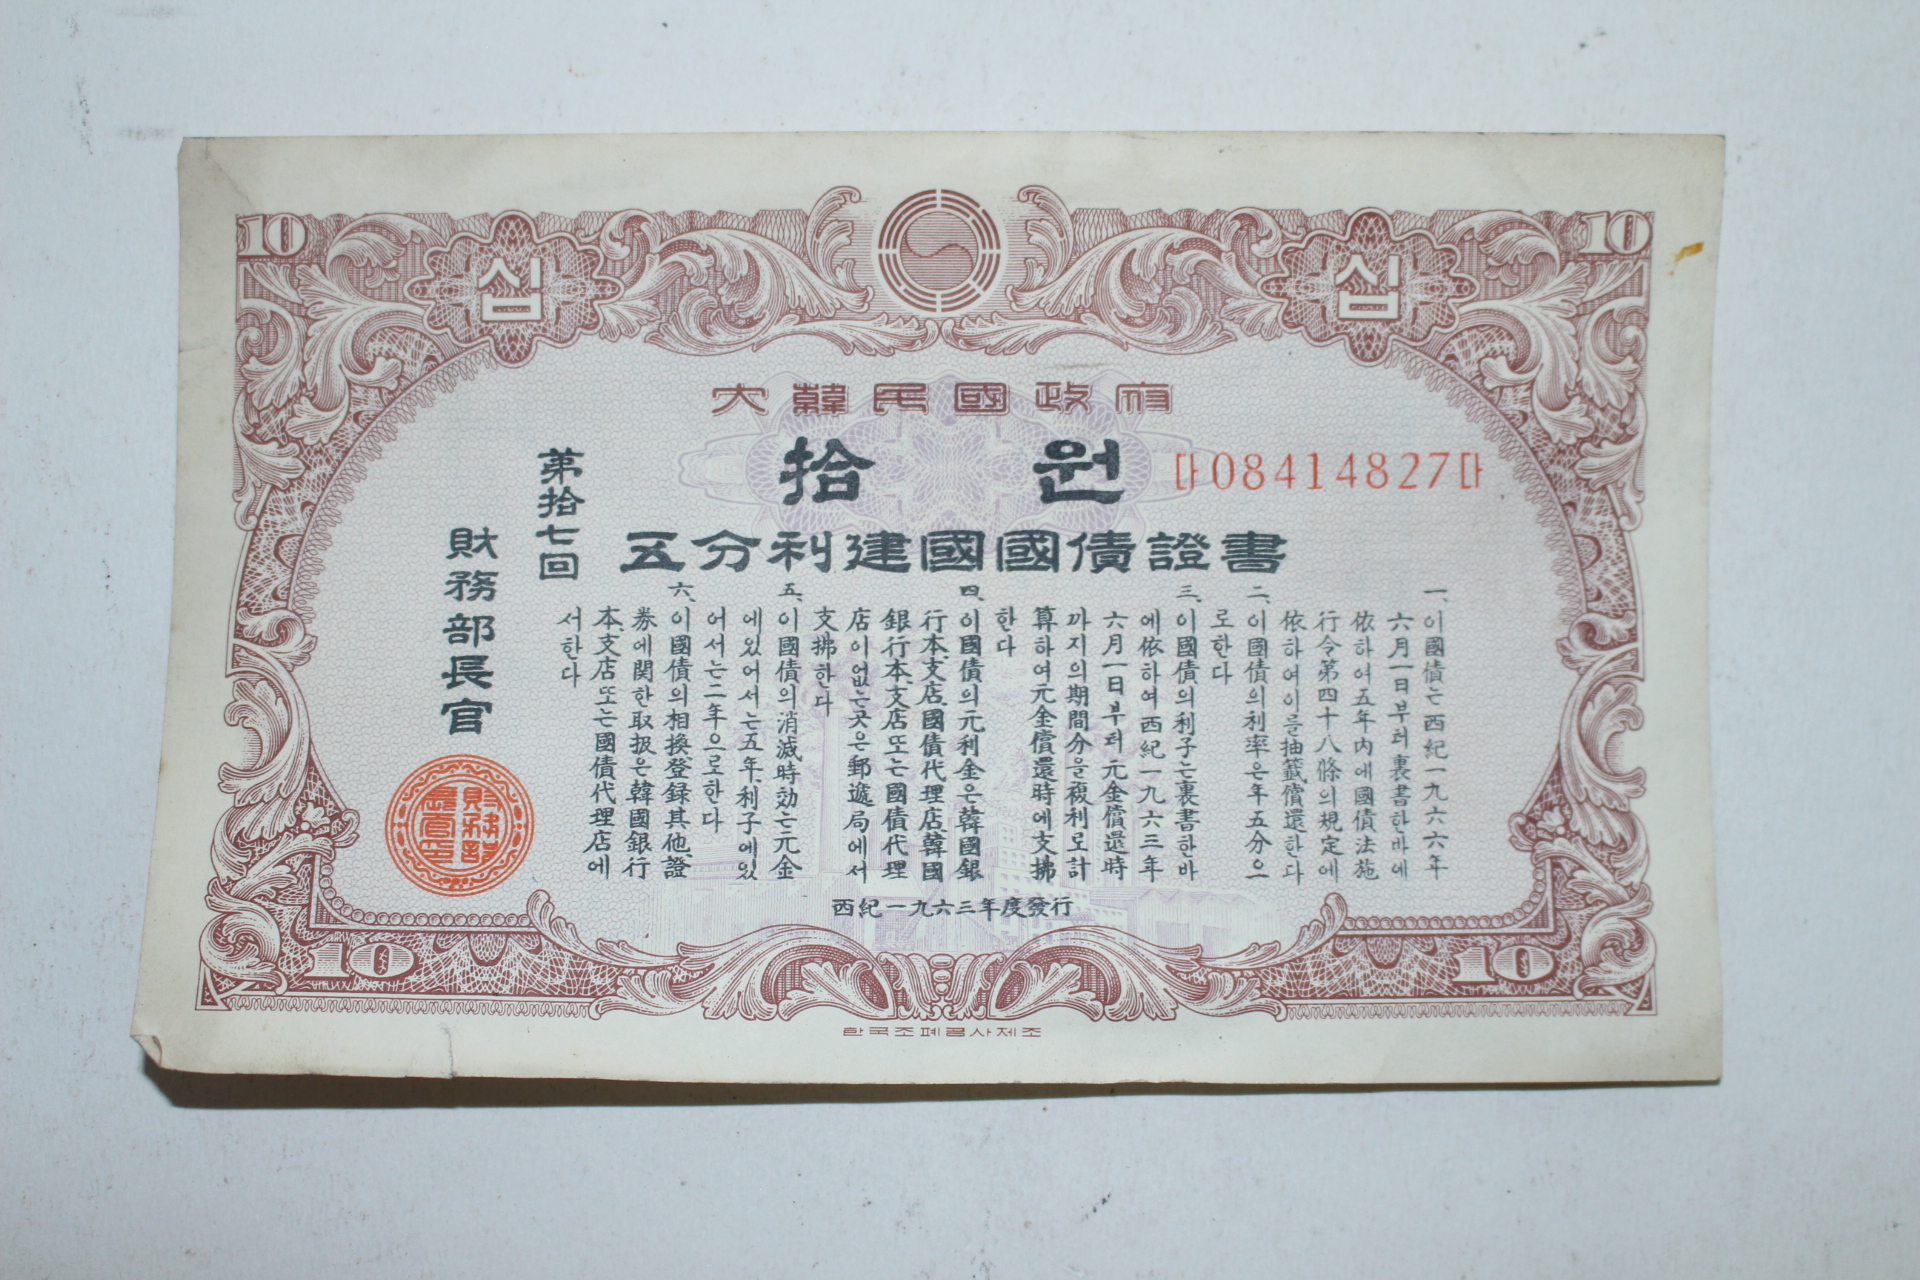 10
10
십
십
大韓民國政府
拾 원
다08414827다
五分利建國國債證書
第拾七回
財務部長官
一、이國債는西紀一九六六年
六月一日부터裏書한바에
依하여五年內에國債法施
行令第四十八條의規定에
依하여이를抽籤償還한다
二、이國債의利率은年五分으
로한다
三、이國債의利子는裏書한바
에依하여西紀一九六三年
六月一日부터元金償還時
까지의期間分을複利로計
算하여元金償還時에支拂
한다
四、이國債의元利金은韓國銀
行本、支店、國債代理店韓國
銀行本、支店또는國債代理
店이없는곳은郵遞局에서
支拂한다
五、이國債의消滅時効는元金
에있어서는五年、利子에있
어서는二年으로한다
六、이國債의相換、登錄其他、證
券에関한取扱은韓國銀行
本、支店또는國債代理店에
서한다
財務部長官印
西紀一九六三年度發行
10
10
한국조폐공사제조